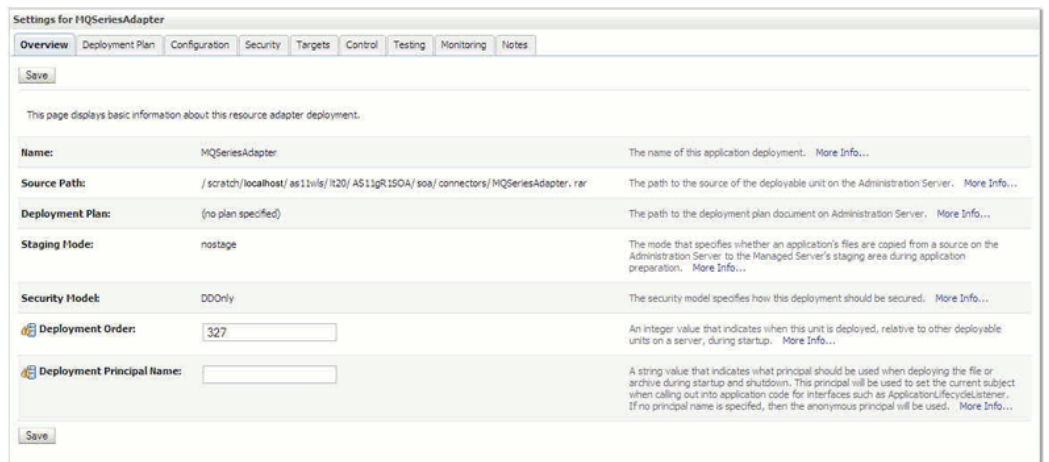 Settings for MQSeriesAdapter
Overview Deployment Plan Configuration Security Targets Control Testing Monitoring Notes
Save
This page displays basic information about this resource adapter deployment.
Name: MQSeriesAdapter The name of this application deployment. More Info...
Source Path: /scratch/localhost/as11wls/lt20/AS11gR1SOA/soa/connectors/MQSeriesAdapter.rar The path to the source of the deployable unit on the Administration Server. More Info...
Deployment Plan: (no plan specified) The path to the deployment plan document on Administration Server. More Info...
Staging Mode: nostage The mode that specifies whether an application's files are copied from a source on the
Administration Server to the Managed Server's staging area during application
preparation. More Info...
Security Model: DDOnly The security model specifies how this deployment should be secured. More Info...
Deployment Order: 327 An integer value that indicates when this unit is deployed, relative to other deployable
units on a server, during startup. More Info...
Deployment Principal Name: A string value that indicates what principal should be used when deploying the file or
archive during startup and shutdown. This principal will be used to set the current subject
when calling out into application code for interfaces such as ApplicationLifecycleListener.
If no principal name is specifed, then the anonymous principal will be used. More Info...
Save